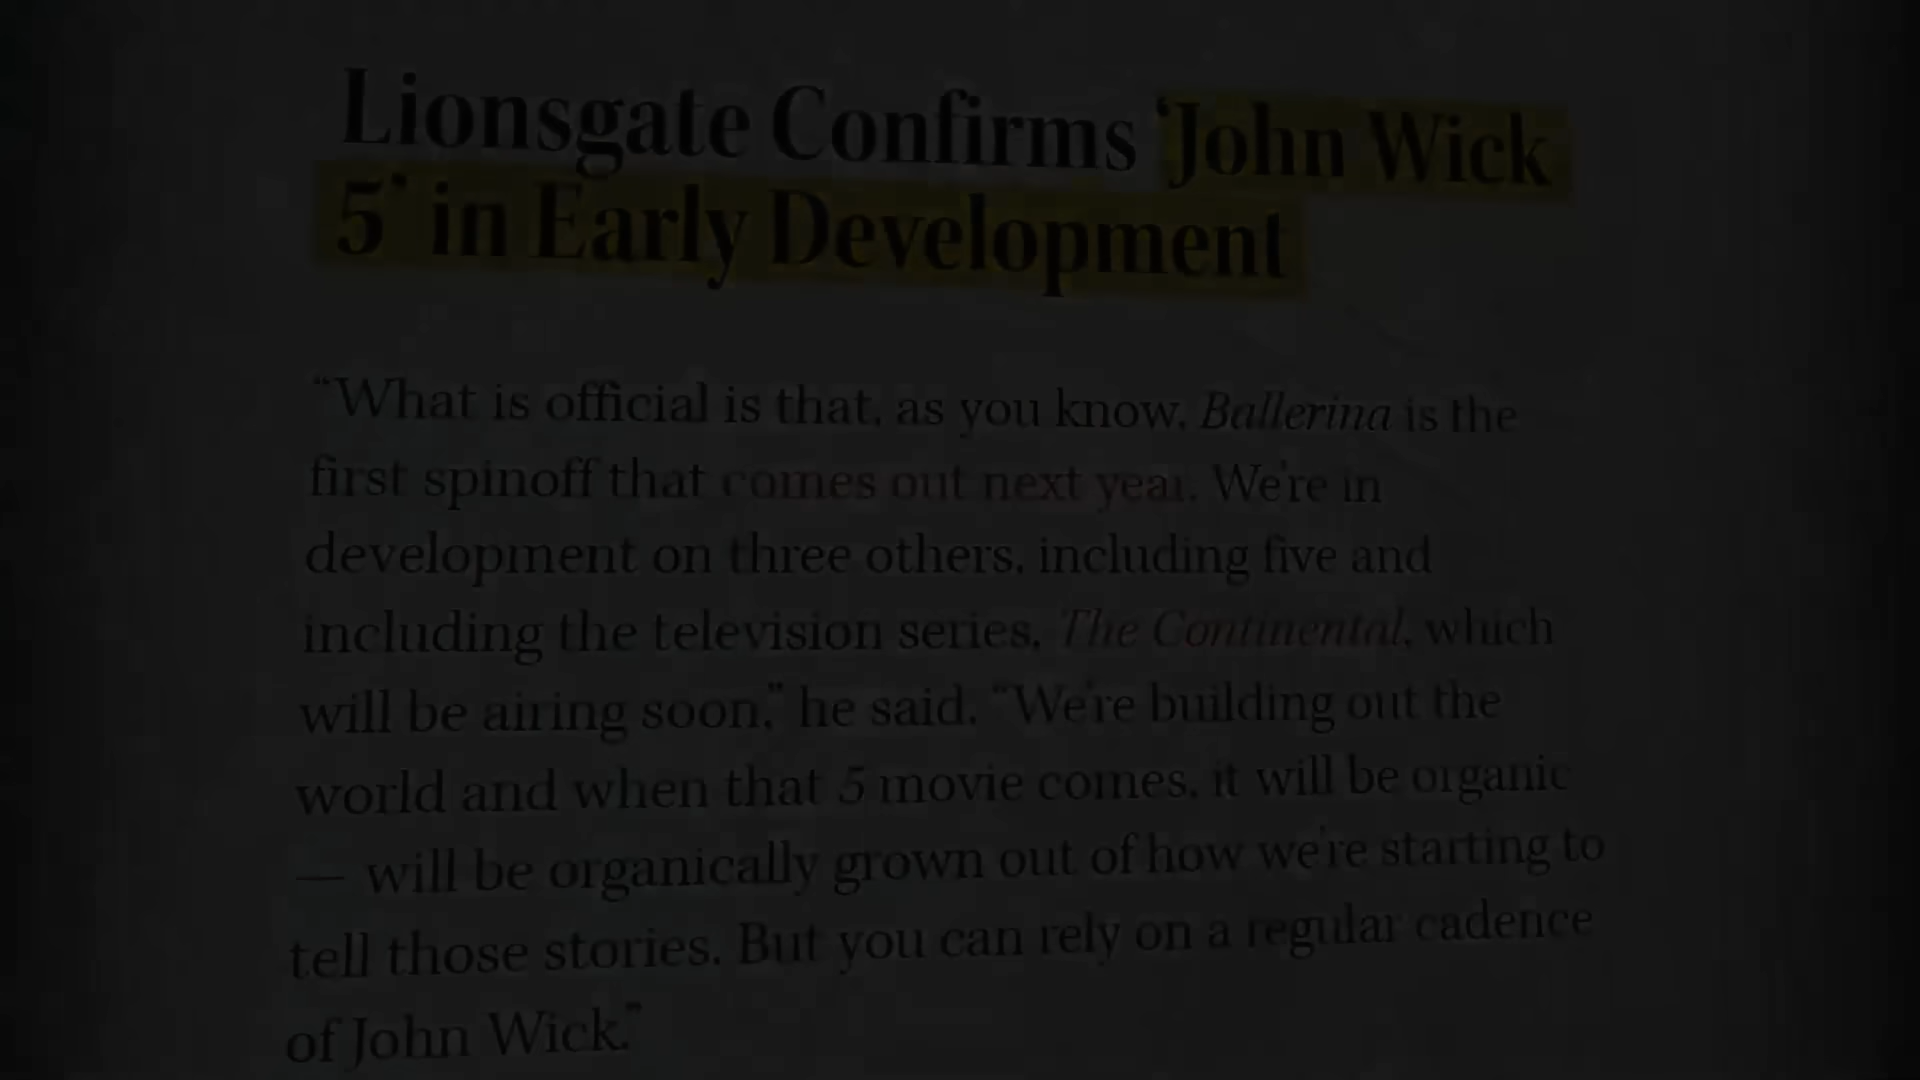 Lionsgate Confirms ‘John Wick
5’ in Early Development
“What is official is that, as you know, Ballerina is the
first spinoff that comes out next year. We’re in
development on three others, including five and
including the television series, The Continental, which
will be airing soon,” he said. “We’re building out the
world and when that 5 movie comes, it will be organic
— will be organically grown out of how we’re starting to
tell those stories. But you can rely on a regular cadence
of John Wick.”